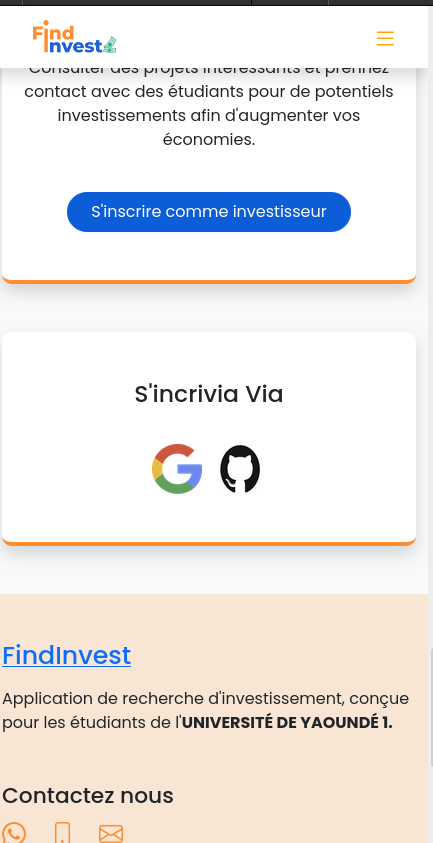 Find
Invest
Consulter des projets intéressants et prennez
contact avec des étudiants pour de potentiels
investissements afin d'augmenter vos
économies.
S'inscrire comme investisseur
S'incrivia Via
FindInvest
Application de recherche d'investissement, conçue
pour les étudiants de l'UNIVERSITÉ DE YAOUNDÉ 1.
Contactez nous